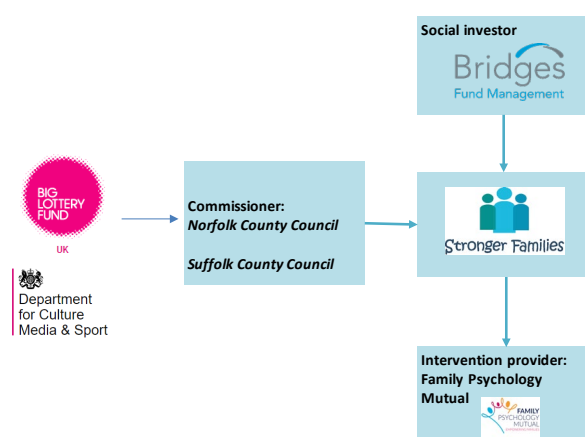 Social investor
Bridges
Fund Management
BIG
LOTTERY
FUND
UK
Department
for Culture
Media & Sport
Commissioner:
Norfolk County Council
Suffolk County Council
Stronger Families
Intervention provider:
Family Psychology
Mutual
FAMILY
PSYCHOLOGY
MUTUAL